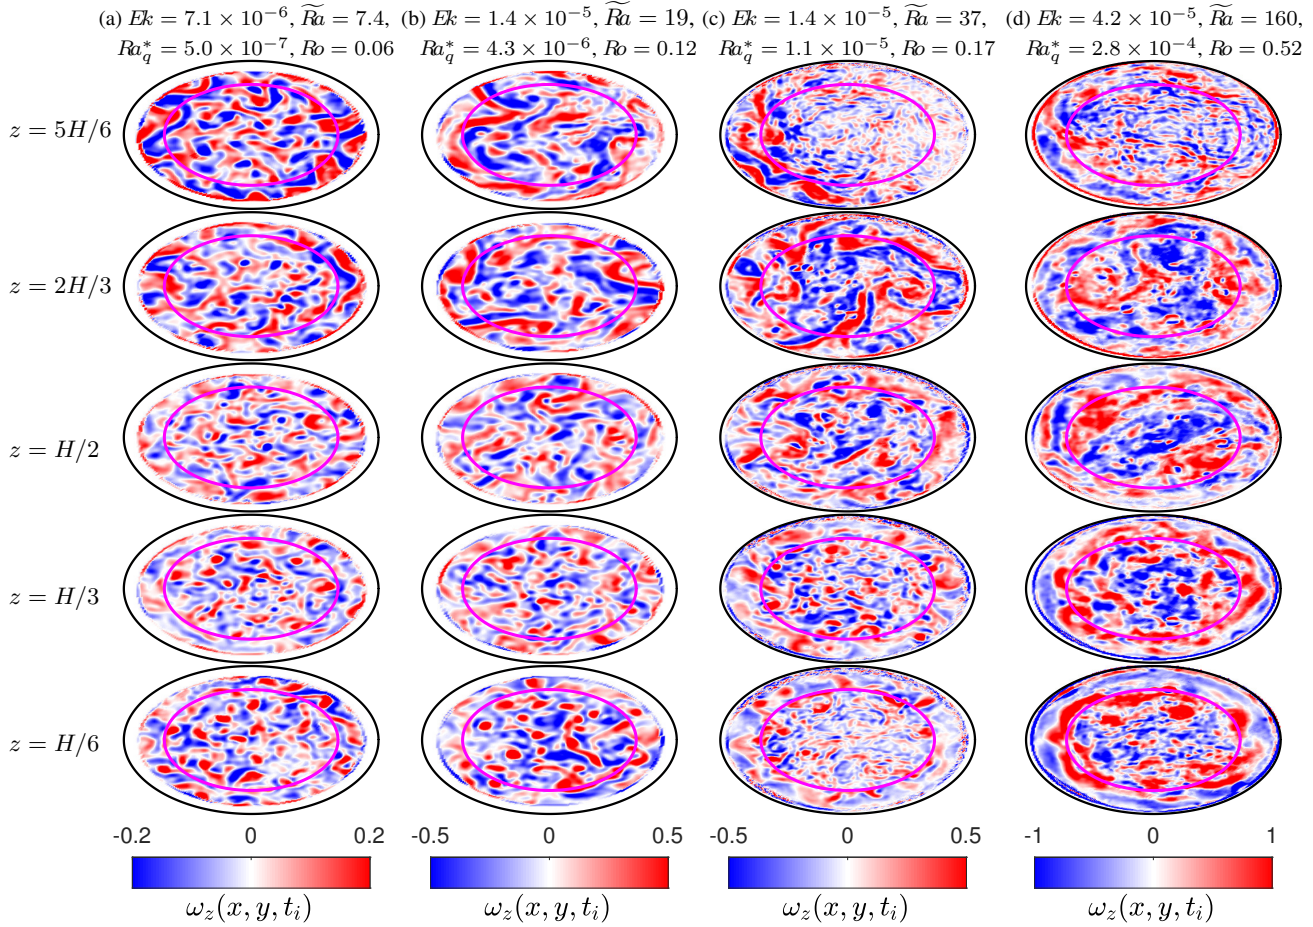 (a) Ek = 7.1 × 10⁻⁶, R̃a = 7.4, (b) Ek = 1.4 × 10⁻⁵, R̃a = 19, (c) Ek = 1.4 × 10⁻⁵, R̃a = 37, (d) Ek = 4.2 × 10⁻⁵, R̃a = 160,
Ra*_q = 5.0 × 10⁻⁷, Ro = 0.06 Ra*_q = 4.3 × 10⁻⁶, Ro = 0.12 Ra*_q = 1.1 × 10⁻⁵, Ro = 0.17 Ra*_q = 2.8 × 10⁻⁴, Ro = 0.52
z = 5H/6
z = 2H/3
z = H/2
z = H/3
z = H/6
-0.2 0 0.2 -0.5 0 0.5 -0.5 0 0.5 -1 0 1
ω_z(x, y, t_i) ω_z(x, y, t_i) ω_z(x, y, t_i) ω_z(x, y, t_i)